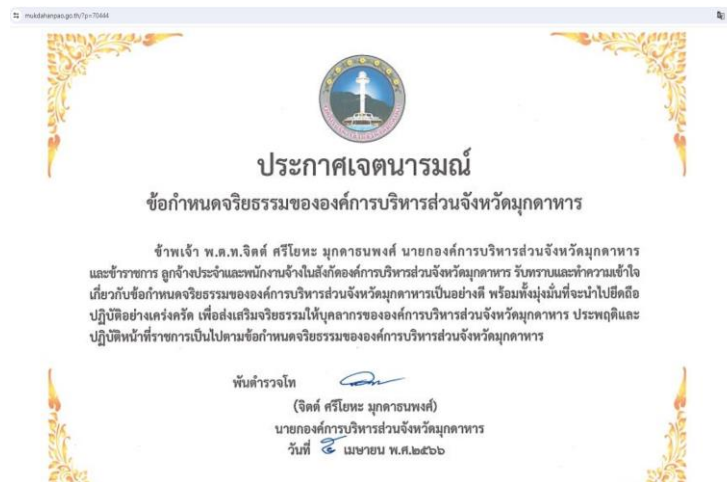 mukdahanpao.go.th/?p=70444
ประกาศเจตนารมณ์
ข้อกำหนดจริยธรรมขององค์การบริหารส่วนจังหวัดมุกดาหาร
ข้าพเจ้า พ.ต.ท.จิตต์ ศรีโยหะ มุกดาธนพงศ์ นายกองค์การบริหารส่วนจังหวัดมุกดาหาร
และข้าราชการ ลูกจ้างประจำและพนักงานจ้างในสังกัดองค์การบริหารส่วนจังหวัดมุกดาหาร รับทราบและทำความเข้าใจ
เกี่ยวกับข้อกำหนดจริยธรรมขององค์การบริหารส่วนจังหวัดมุกดาหารเป็นอย่างดี พร้อมทั้งมุ่งมั่นที่จะนำไปยึดถือ
ปฏิบัติอย่างเคร่งครัด เพื่อส่งเสริมจริยธรรมให้บุคลากรขององค์การบริหารส่วนจังหวัดมุกดาหาร ประพฤติและ
ปฏิบัติหน้าที่ราชการเป็นไปตามข้อกำหนดจริยธรรมขององค์การบริหารส่วนจังหวัดมุกดาหาร
พันตำรวจโท
(จิตต์ ศรีโยหะ มุกดาธนพงศ์)
นายกองค์การบริหารส่วนจังหวัดมุกดาหาร
วันที่ ๕ เมษายน พ.ศ.๒๕๖๖